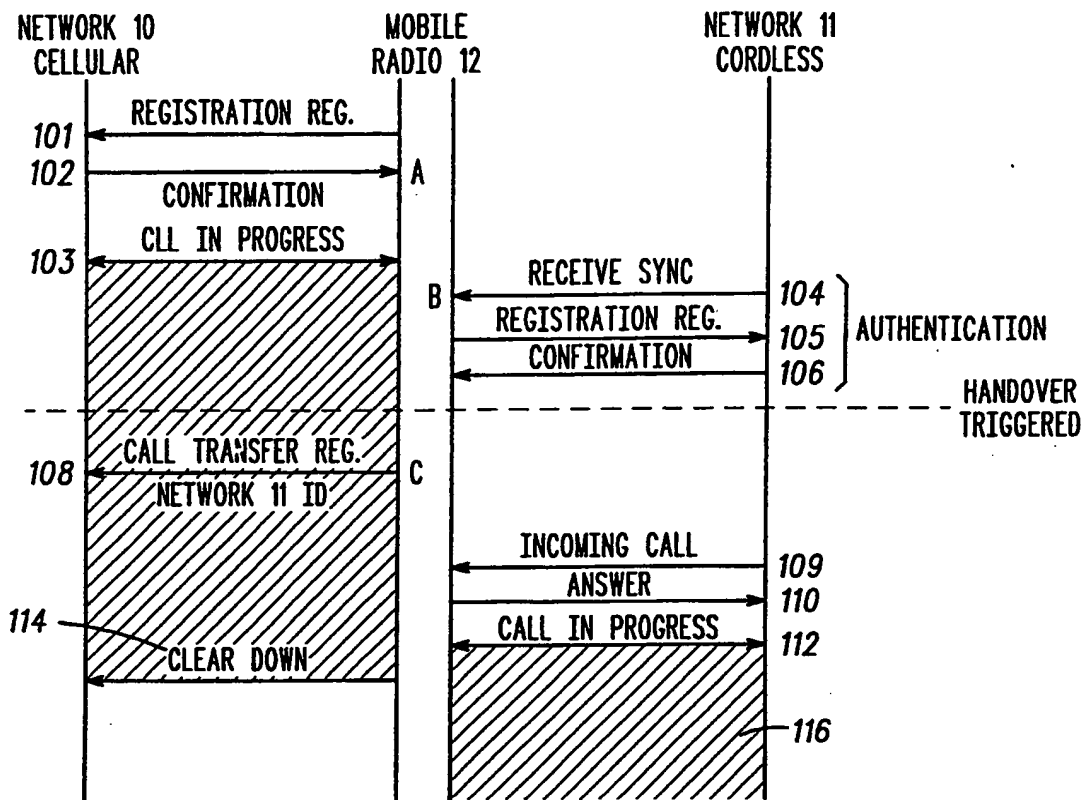 NETWORK 10
CELLULAR
MOBILE
RADIO 12
NETWORK 11
CORDLESS
101
REGISTRATION REG.
102
A
CONFIRMATION
103
CLL IN PROGRESS
B
RECEIVE SYNC
104
REGISTRATION REG.
105
CONFIRMATION
106
AUTHENTICATION
HANDOVER
TRIGGERED
108
CALL TRANSFER REG.
C
NETWORK 11 ID
INCOMING CALL
109
ANSWER
110
CALL IN PROGRESS
112
114
CLEAR DOWN
116